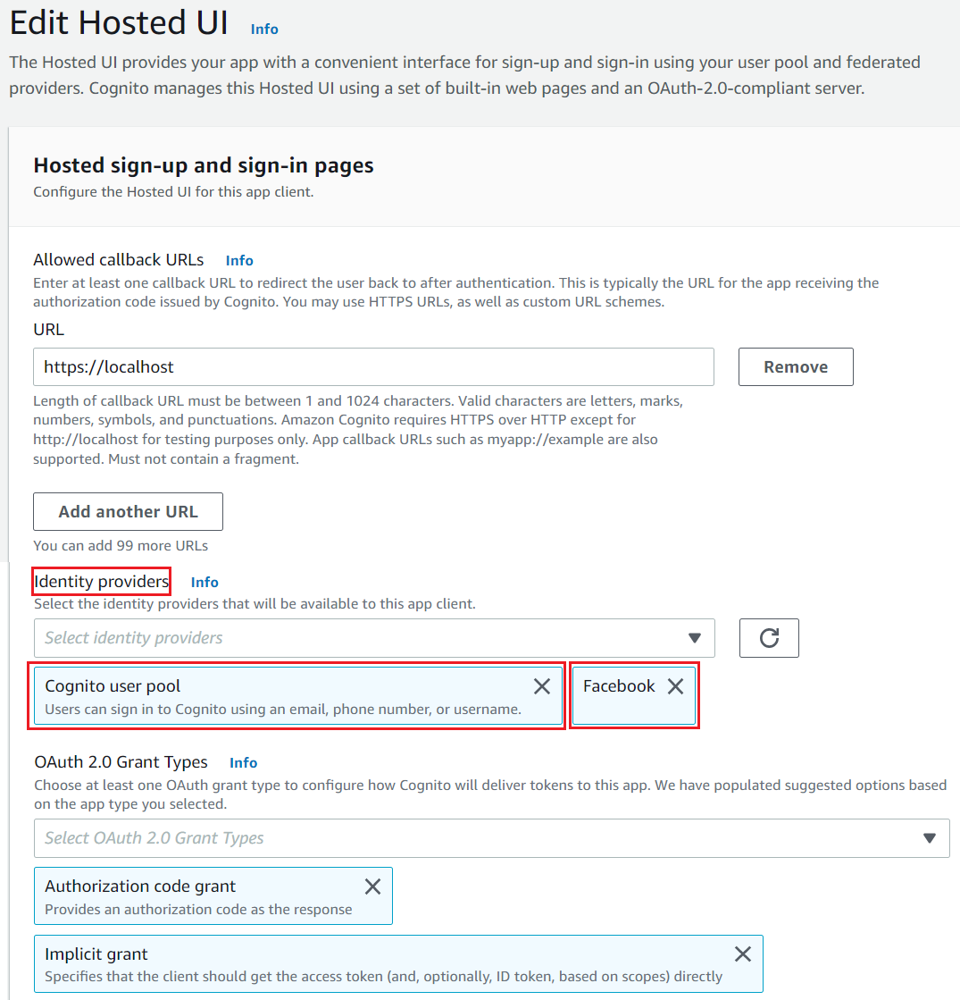 Edit Hosted UI Info
The Hosted UI provides your app with a convenient interface for sign-up and sign-in using your user pool and federated
providers. Cognito manages this Hosted UI using a set of built-in web pages and an OAuth-2.0-compliant server.
Hosted sign-up and sign-in pages
Configure the Hosted UI for this app client.
Allowed callback URLs Info
Enter at least one callback URL to redirect the user back to after authentication. This is typically the URL for the app receiving the
authorization code issued by Cognito. You may use HTTPS URLs, as well as custom URL schemes.
URL
https://localhost Remove
Length of callback URL must be between 1 and 1024 characters. Valid characters are letters, marks,
numbers, symbols, and punctuations. Amazon Cognito requires HTTPS over HTTP except for
http://localhost for testing purposes only. App callback URLs such as myapp://example are also
supported. Must not contain a fragment.
Add another URL
You can add 99 more URLs
Identity providers Info
Select the identity providers that will be available to this app client.
Select identity providers
Cognito user pool Facebook
Users can sign in to Cognito using an email, phone number, or username.
OAuth 2.0 Grant Types Info
Choose at least one OAuth grant type to configure how Cognito will deliver tokens to this app. We have populated suggested options based
on the app type you selected.
Select OAuth 2.0 Grant Types
Authorization code grant
Provides an authorization code as the response
Implicit grant
Specifies that the client should get the access token (and, optionally, ID token, based on scopes) directly